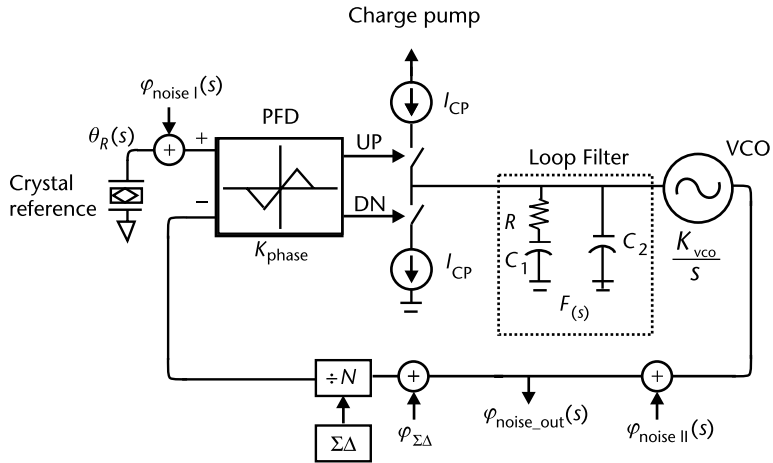 Charge pump
φnoise I(s)
PFD
ICP
θR(s)
+
+
UP
VCO
Loop Filter
Crystal
reference
−
DN
R
C1
C2
Kvco
s
Kphase
ICP
F(s)
÷N
+
+
φnoise_out(s)
φnoise II(s)
φΣΔ
ΣΔ